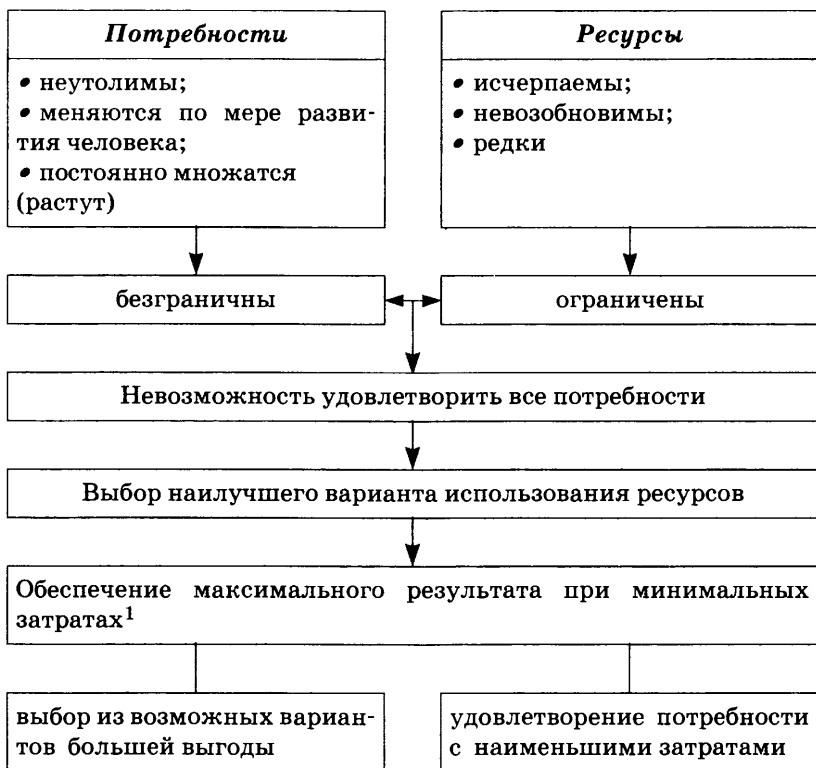 Потребности
• неутолимы;
• меняются по мере разви-
тия человека;
• постоянно множатся
(растут)
Ресурсы
• исчерпаемы;
• невозобновимы;
• редки
безграничны
ограничены
Невозможность удовлетворить все потребности
Выбор наилучшего варианта использования ресурсов
Обеспечение максимального результата при минимальных
затратах¹
выбор из возможных вариан-
тов большей выгоды
удовлетворение потребности
с наименьшими затратами